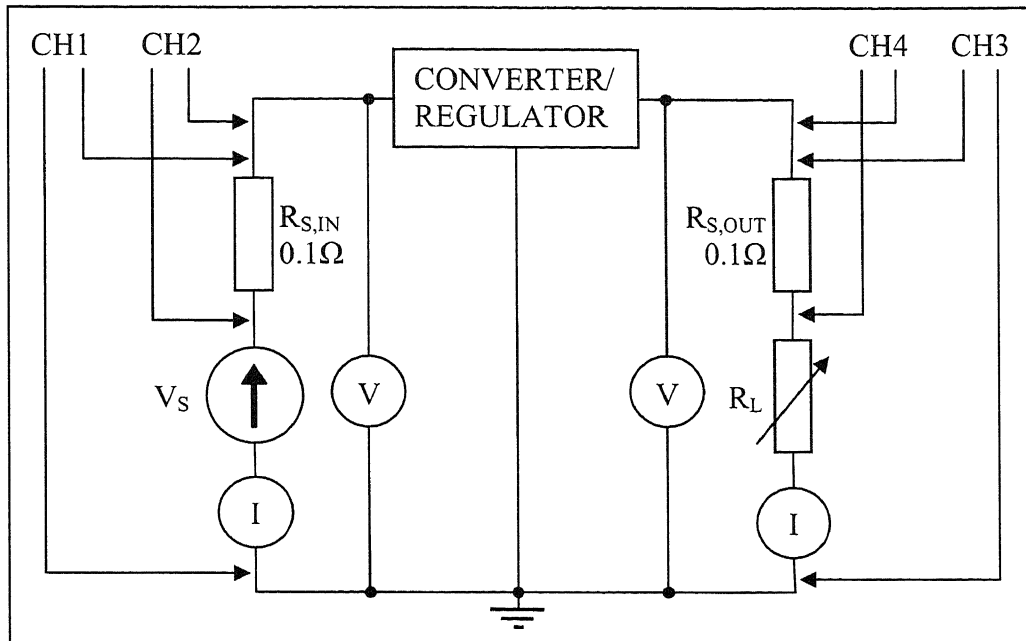 CH1 CH2 CH4 CH3
CONVERTER/
REGULATOR
R_S,IN
0.1Ω
R_S,OUT
0.1Ω
V_S
V
V
R_L
I
I